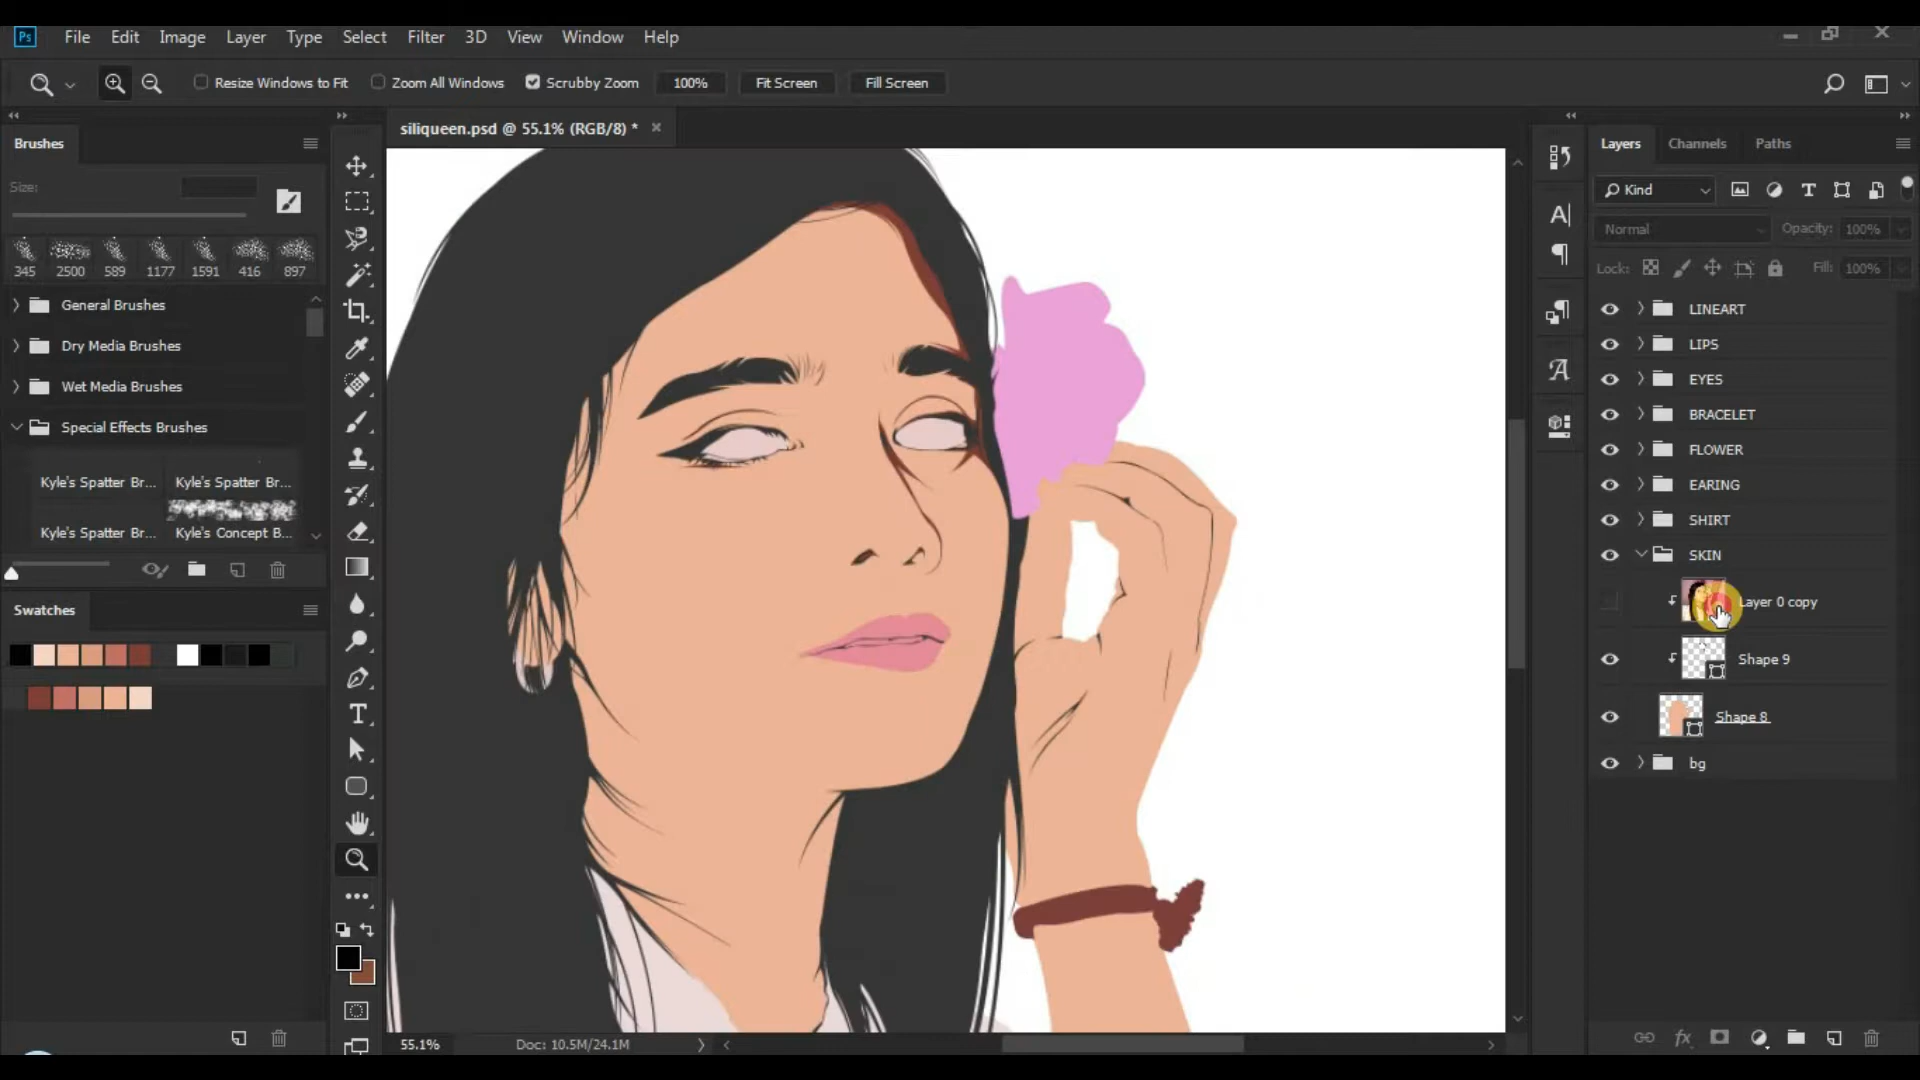 Ps File Edit Image Layer Type Select Filter 3D View Window Help
Resize Windows to Fit Zoom All Windows Scrubby Zoom 100% Fit Screen Fill Screen
siliqueen.psd @ 55.1% (RGB/8) *
Brushes
Size:
345 2500 589 1177 1591 416 897
General Brushes
Dry Media Brushes
Wet Media Brushes
Special Effects Brushes
Kyle's Spatter Br... Kyle's Spatter Br...
Kyle's Spatter Br... Kyle's Concept B...
Swatches
55.1% Doc: 10.5M/24.1M
Layers Channels Paths
Kind
Normal Opacity: 100%
Lock: Fill: 100%
LINEART
LIPS
EYES
BRACELET
FLOWER
EARING
SHIRT
SKIN
Layer 0 copy
Shape 9
Shape 8
bg